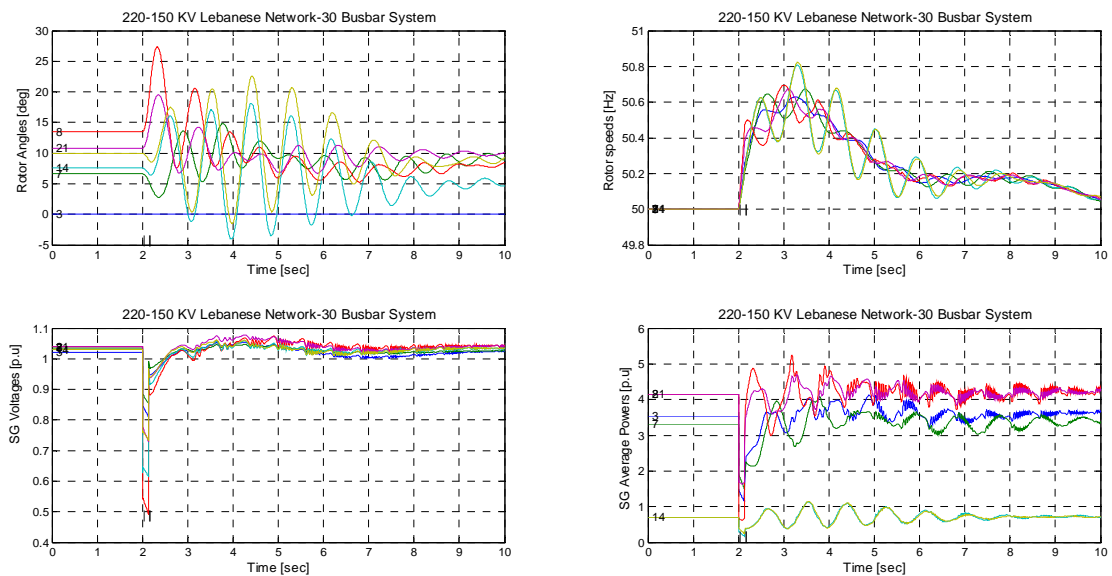 220-150 KV Lebanese Network-30 Busbar System
Rotor Angles [deg]
30
25
20
15
10
5
0
-5
8
21
14
7
3
0 1 2 3 4 5 6 7 8 9 10
Time [sec]
220-150 KV Lebanese Network-30 Busbar System
Rotor speeds [Hz]
51
50.8
50.6
50.4
50.2
50
49.8
0 1 2 3 4 5 6 7 8 9 10
Time [sec]
220-150 KV Lebanese Network-30 Busbar System
SG Voltages [p,u]
1.1
1
0.9
0.8
0.7
0.6
0.5
0.4
0 1 2 3 4 5 6 7 8 9 10
Time [sec]
220-150 KV Lebanese Network-30 Busbar System
SG Average Powers [p.u]
6
5
4
3
2
1
0
3
7
14
0 1 2 3 4 5 6 7 8 9 10
Time [sec]